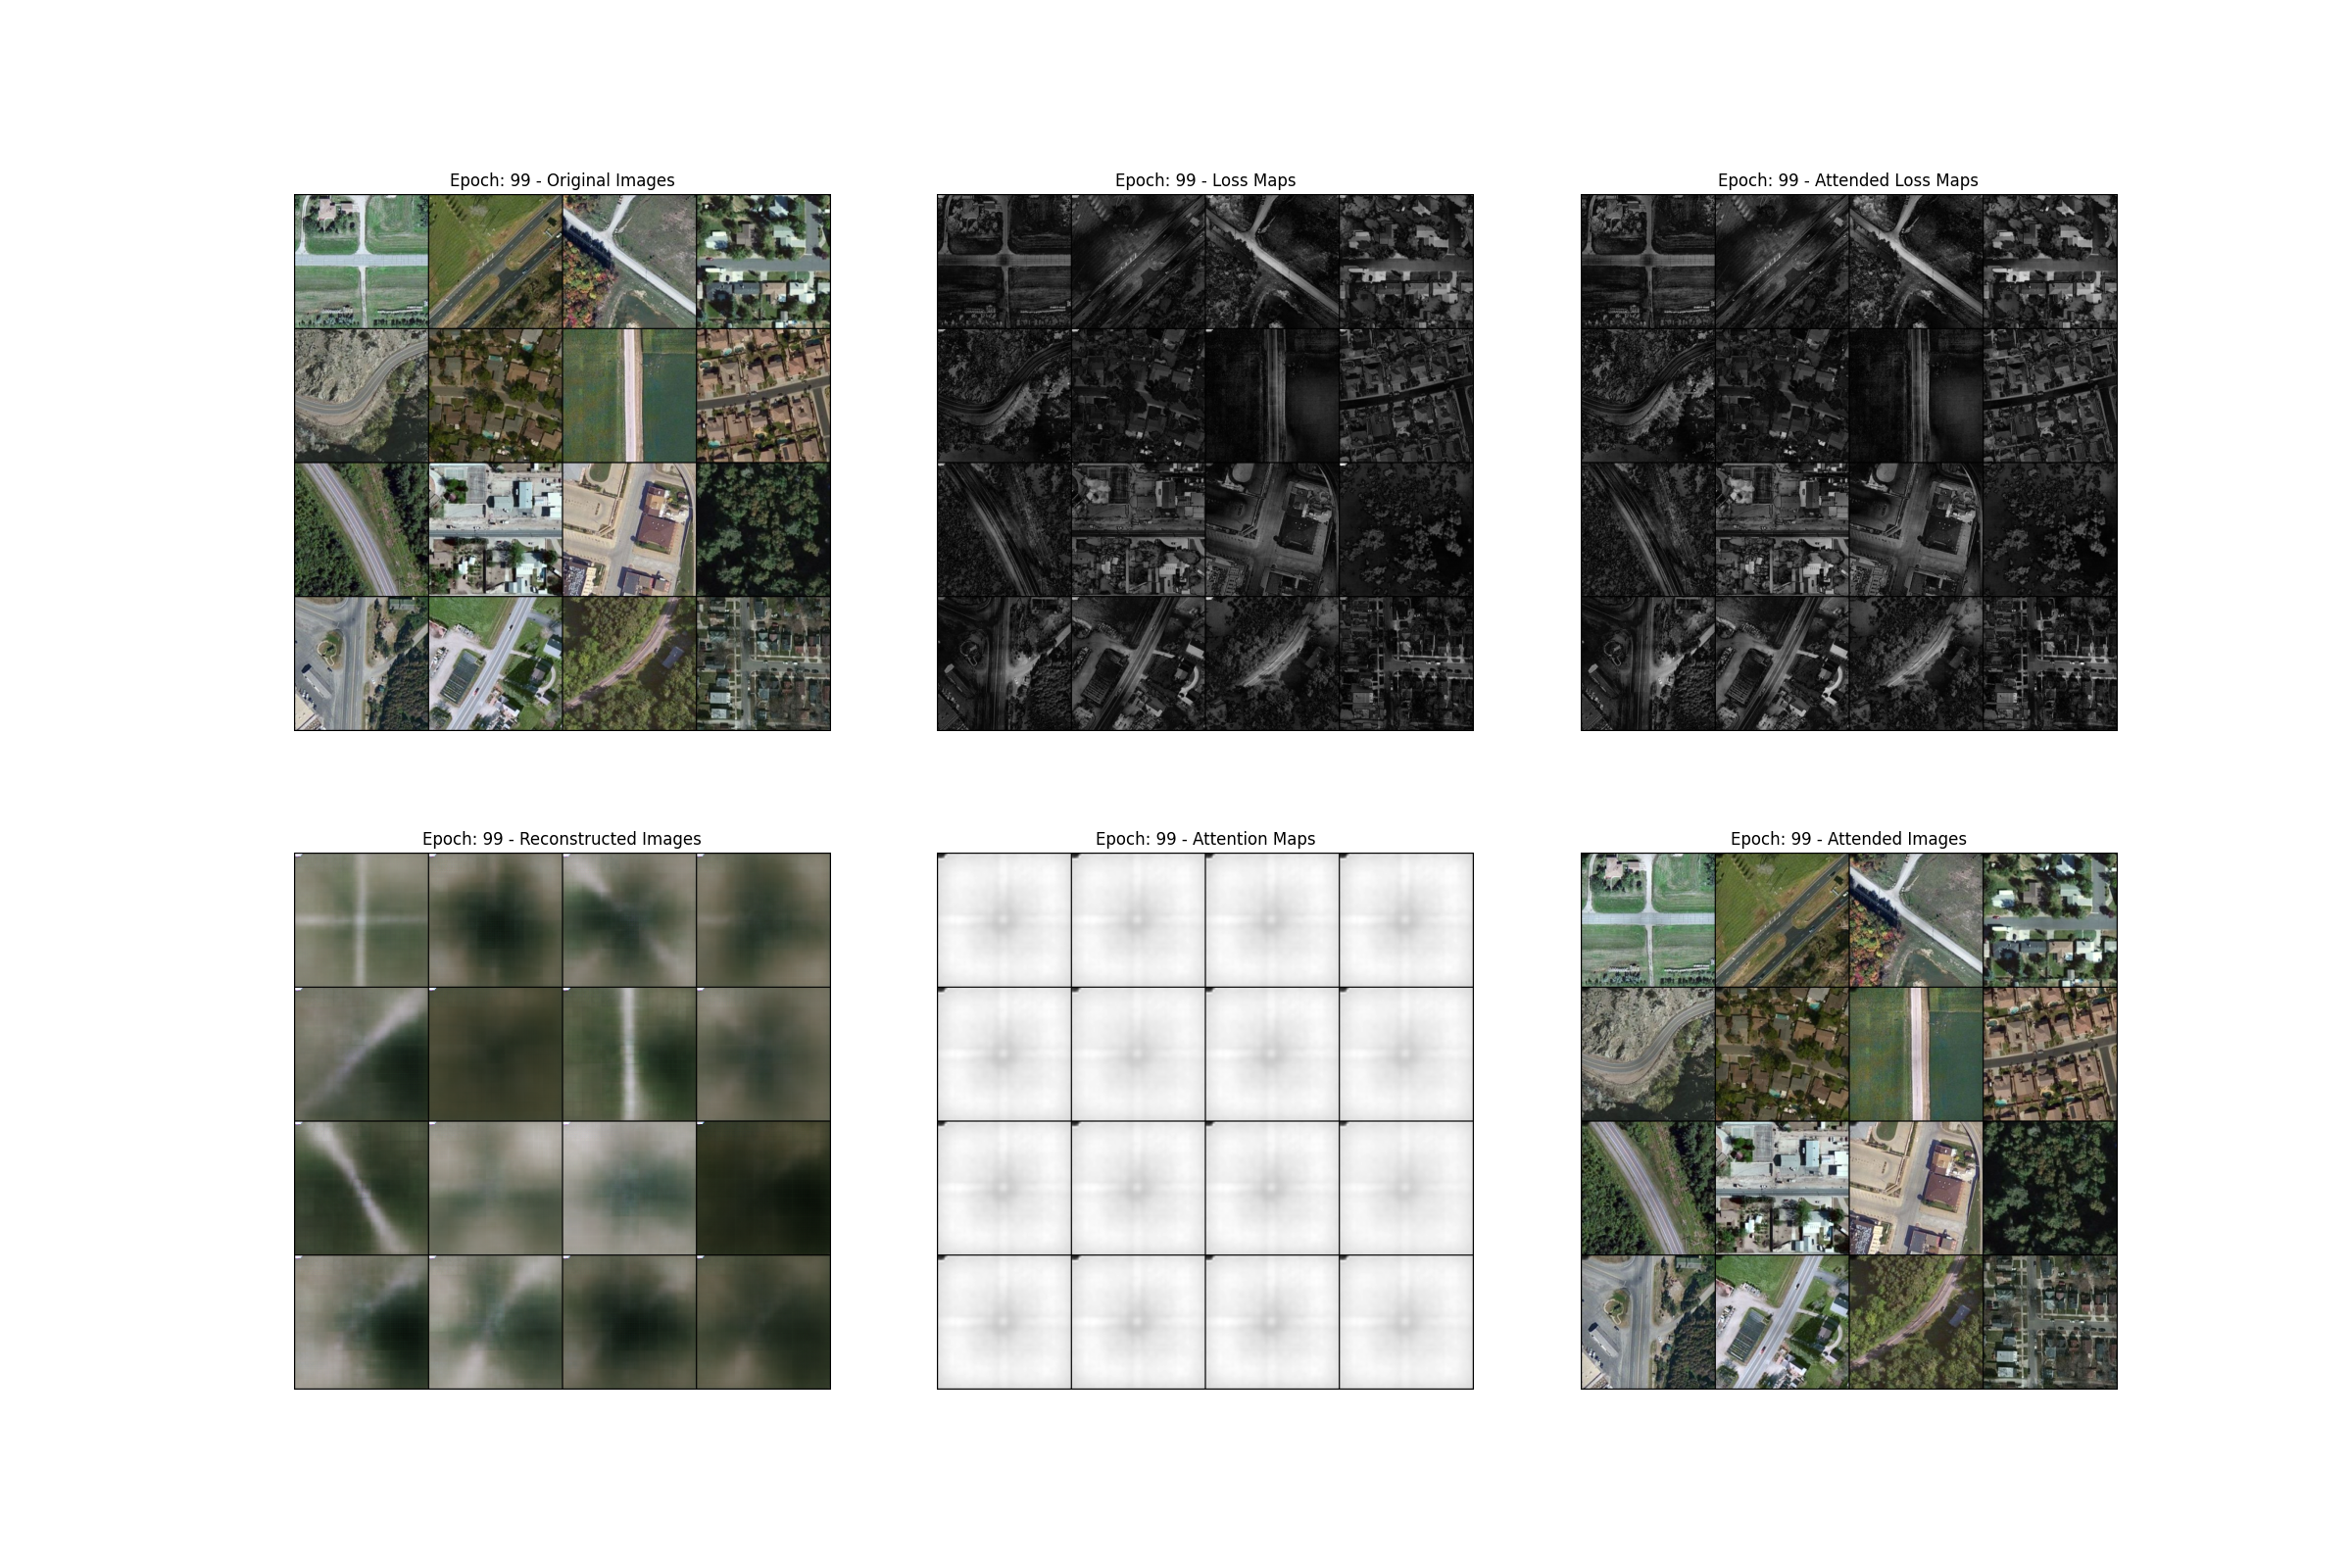 Epoch: 99 - Original Images
Epoch: 99 - Loss Maps
Epoch: 99 - Attended Loss Maps
Epoch: 99 - Reconstructed Images
Epoch: 99 - Attention Maps
Epoch: 99 - Attended Images